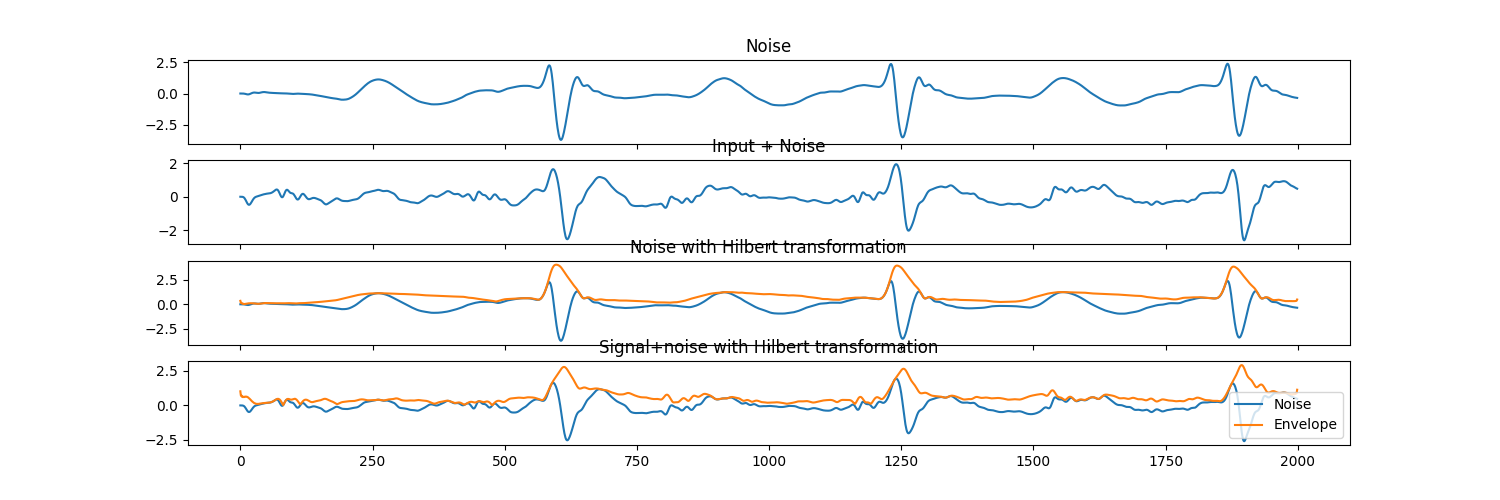 Noise
2.5
0.0
−2.5
Input + Noise
2
0
−2
Noise with Hilbert transformation
2.5
0.0
−2.5
Signal+noise with Hilbert transformation
2.5
0.0
−2.5
Noise
Envelope
0 250 500 750 1000 1250 1500 1750 2000